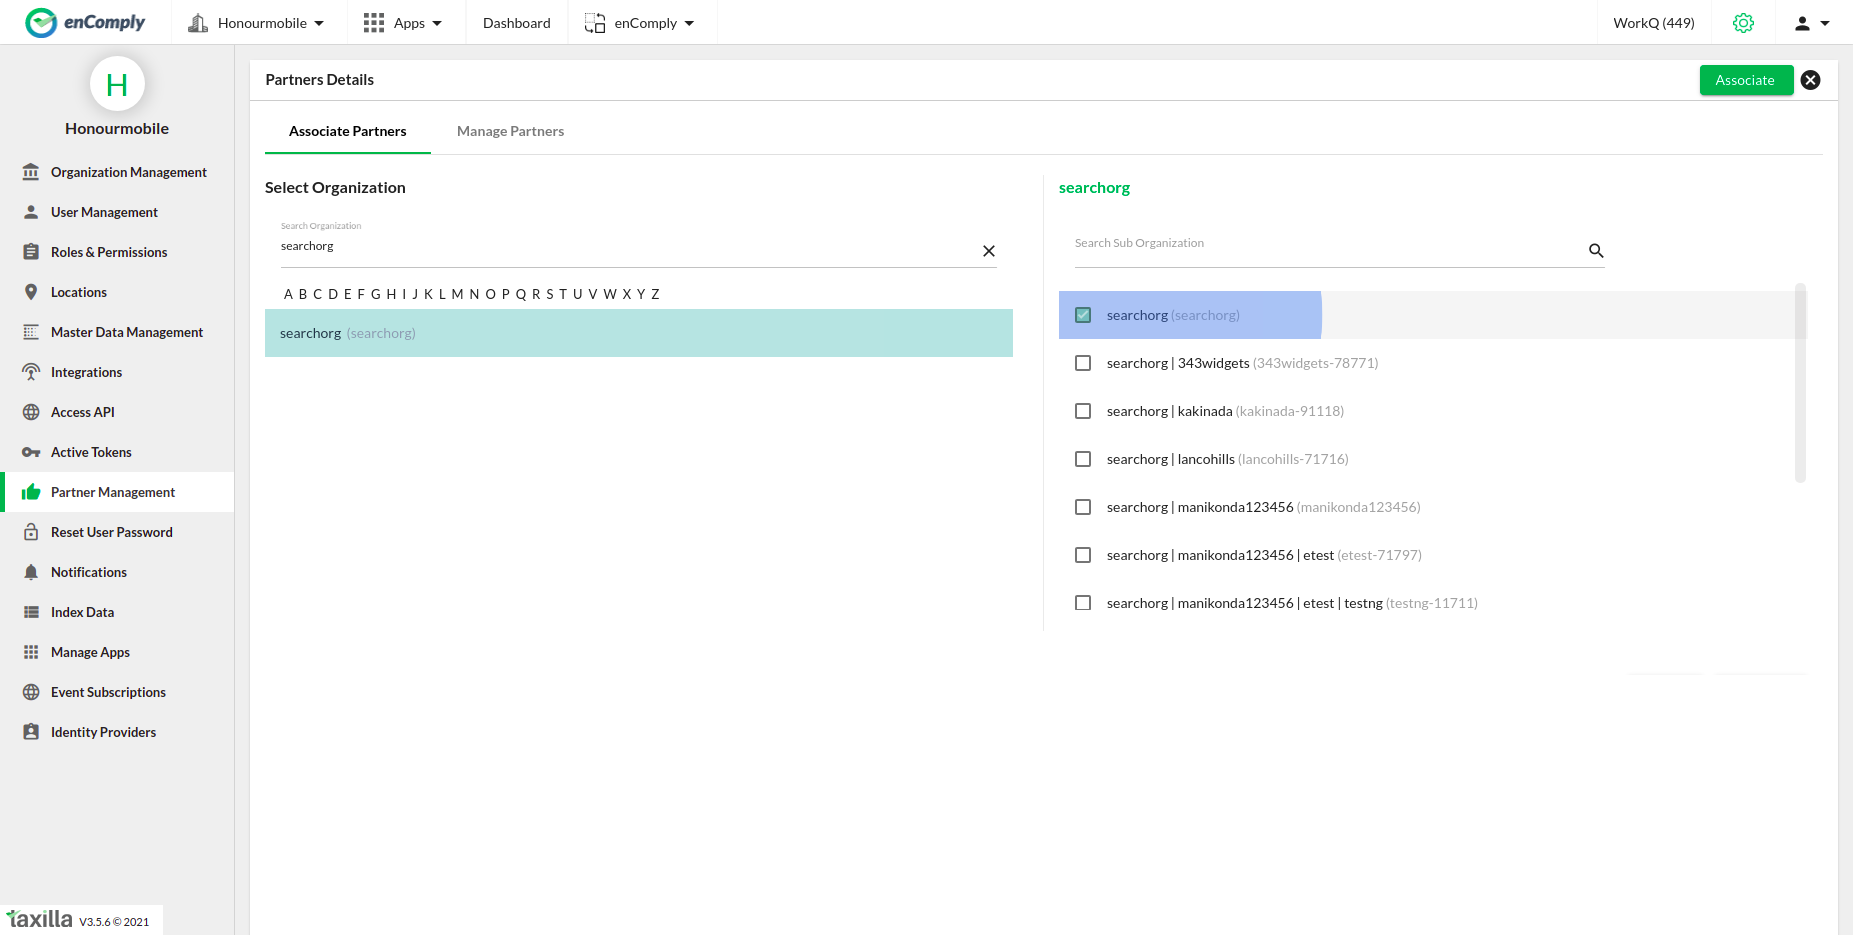 enComply
Honourmobile
Apps
Dashboard
enComply
WorkQ (449)
H
Honourmobile
Organization Management
User Management
Roles & Permissions
Locations
Master Data Management
Integrations
Access API
Active Tokens
Partner Management
Reset User Password
Notifications
Index Data
Manage Apps
Event Subscriptions
Identity Providers
taxilla V3.5.6 © 2021
Partners Details
Associate
Associate Partners
Manage Partners
Select Organization
Search Organization
searchorg
A B C D E F G H I J K L M N O P Q R S T U V W X Y Z
searchorg (searchorg)
searchorg
Search Sub Organization
searchorg (searchorg)
searchorg | 343widgets (343widgets-78771)
searchorg | kakinada (kakinada-91118)
searchorg | lancohills (lancohills-71716)
searchorg | manikonda123456 (manikonda123456)
searchorg | manikonda123456 | etest (etest-71797)
searchorg | manikonda123456 | etest | testng (testng-11711)